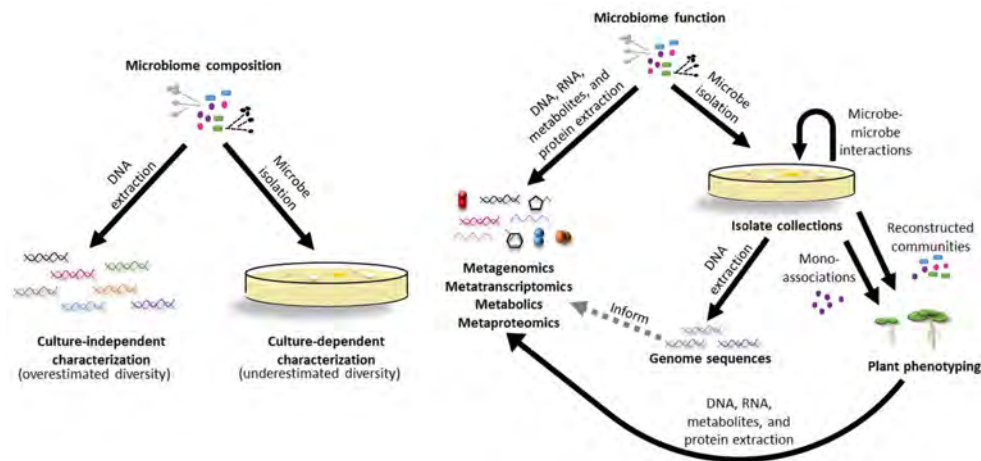 Microbiome composition
DNA
extraction
Microbe
isolation
Culture-independent
characterization
(overestimated diversity)
Culture-dependent
characterization
(underestimated diversity)
Microbiome function
DNA, RNA,
metabolites, and
protein extraction
Microbe
isolation
Microbe-
microbe
interactions
Isolate collections
Metagenomics
Metatranscriptomics
Metabolics
Metaproteomics
DNA
extraction
Mono-
associations
Reconstructed
communities
Inform
Genome sequences
Plant phenotyping
DNA, RNA,
metabolites, and
protein extraction